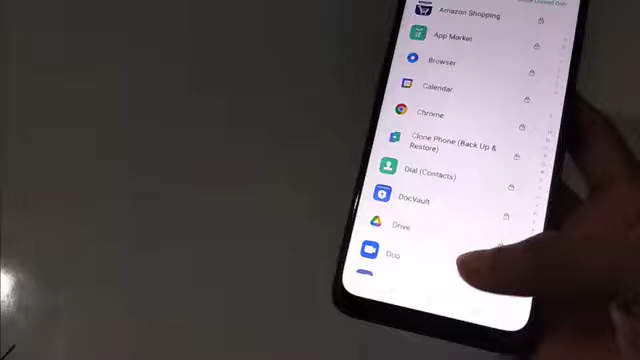 Amazon Shopping
App Market
Browser
Calendar
Chrome
Clone Phone (Back Up &
Restore)
Dial (Contacts)
DocVault
Drive
Duo